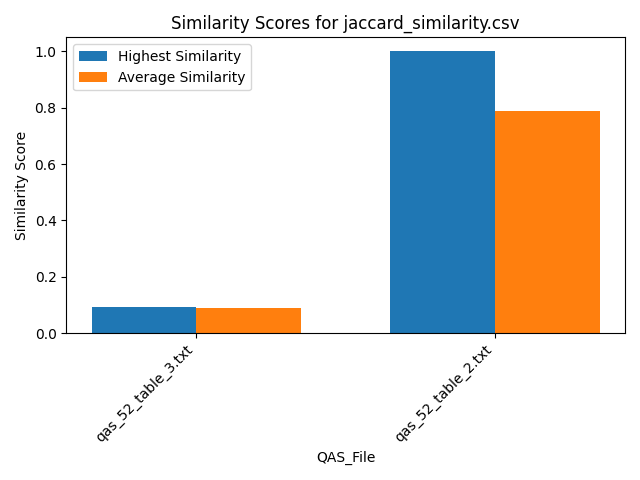 Similarity Scores for jaccard_similarity.csv
Highest Similarity
Average Similarity
Similarity Score
1.0
0.8
0.6
0.4
0.2
0.0
qas_52_table_3.txt
qas_52_table_2.txt
QAS_File